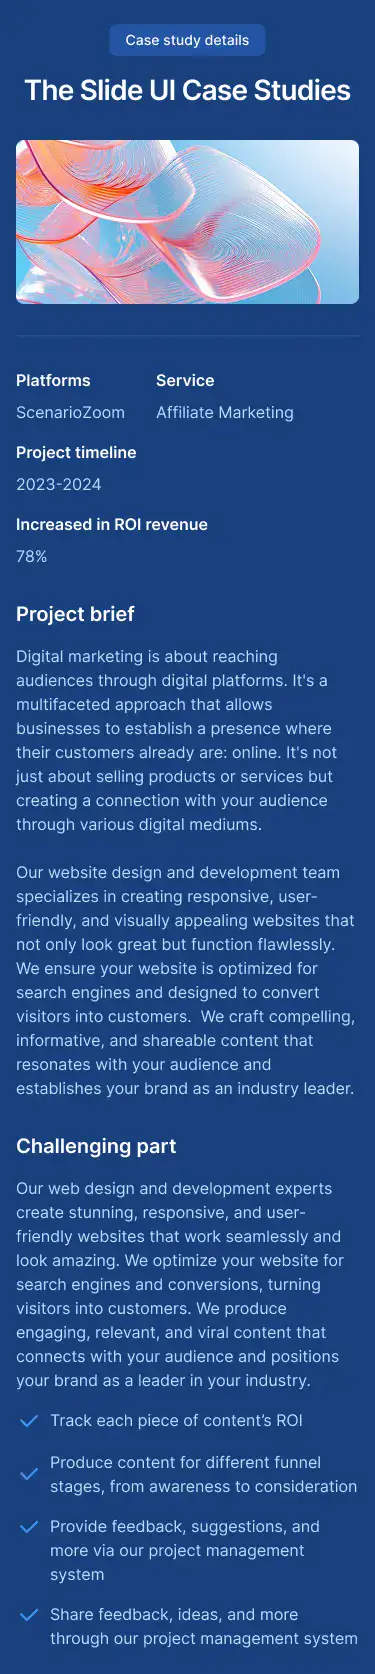 Case study details
The Slide UI Case Studies
Platforms
Service
ScenarioZoom
Affiliate Marketing
Project timeline
2023-2024
Increased in ROI revenue
78%
Project brief
Digital marketing is about reaching
audiences through digital platforms. It's a
multifaceted approach that allows
businesses to establish a presence where
their customers already are: online. It's not
just about selling products or services but
creating a connection with your audience
through various digital mediums.
Our website design and development team
specializes in creating responsive, user-
friendly, and visually appealing websites that
not only look great but function flawlessly.
We ensure your website is optimized for
search engines and designed to convert
visitors into customers.  We craft compelling,
informative, and shareable content that
resonates with your audience and
establishes your brand as an industry leader.
Challenging part
Our web design and development experts
create stunning, responsive, and user-
friendly websites that work seamlessly and
look amazing. We optimize your website for
search engines and conversions, turning
visitors into customers. We produce
engaging, relevant, and viral content that
connects with your audience and positions
your brand as a leader in your industry.
Track each piece of content’s ROI
Produce content for different funnel
stages, from awareness to consideration
Provide feedback, suggestions, and
more via our project management
system
Share feedback, ideas, and more
through our project management system